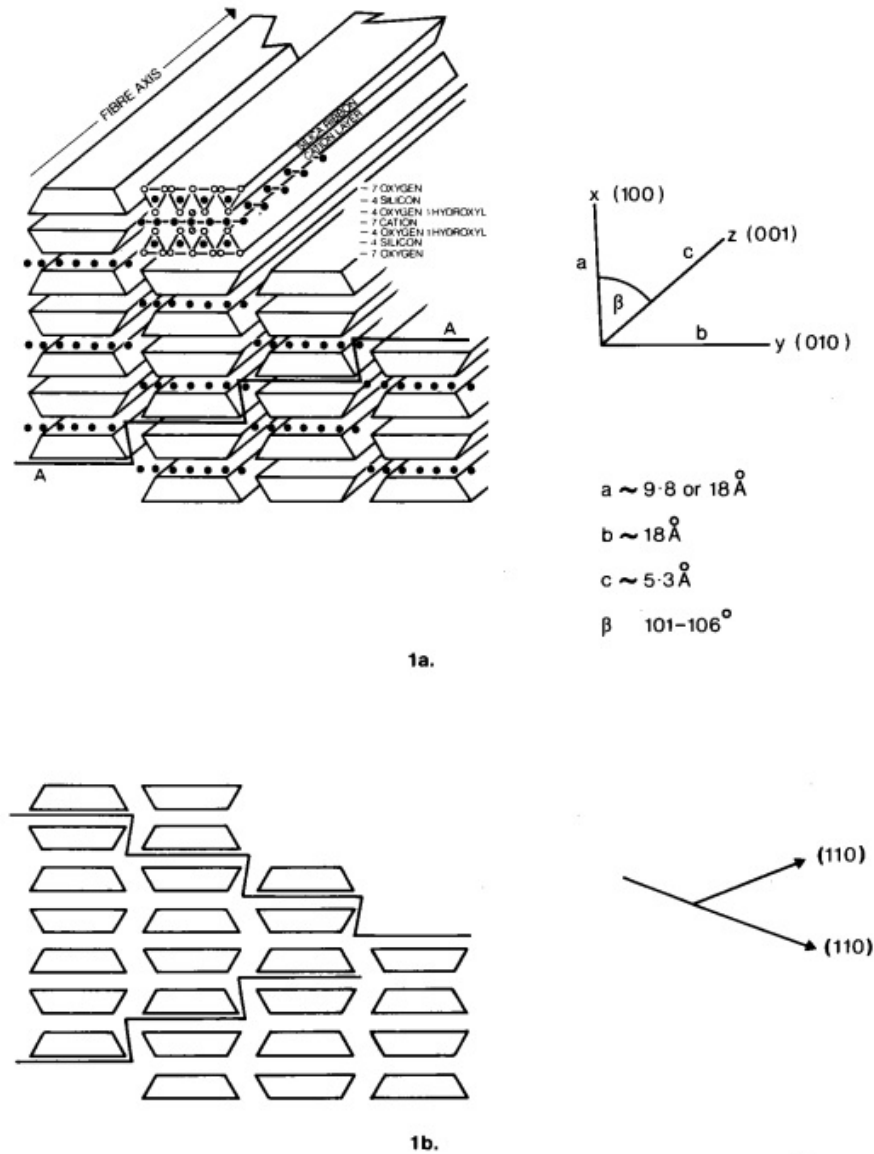 FIBRE AXIS
SILICA RIBBON
CATION LAYER
– 7 OXYGEN
– 4 SILICON
– 4 OXYGEN 1 HYDROXYL
– 7 CATION
– 4 OXYGEN 1 HYDROXYL
– 4 SILICON
– 7 OXYGEN
A
A
x (100)
a
β
c
z (001)
b
y (010)
a ~ 9·8 or 18 Å
b ~ 18 Å
c ~ 5·3 Å
β 101–106°
1a.
(110)
(110)
1b.